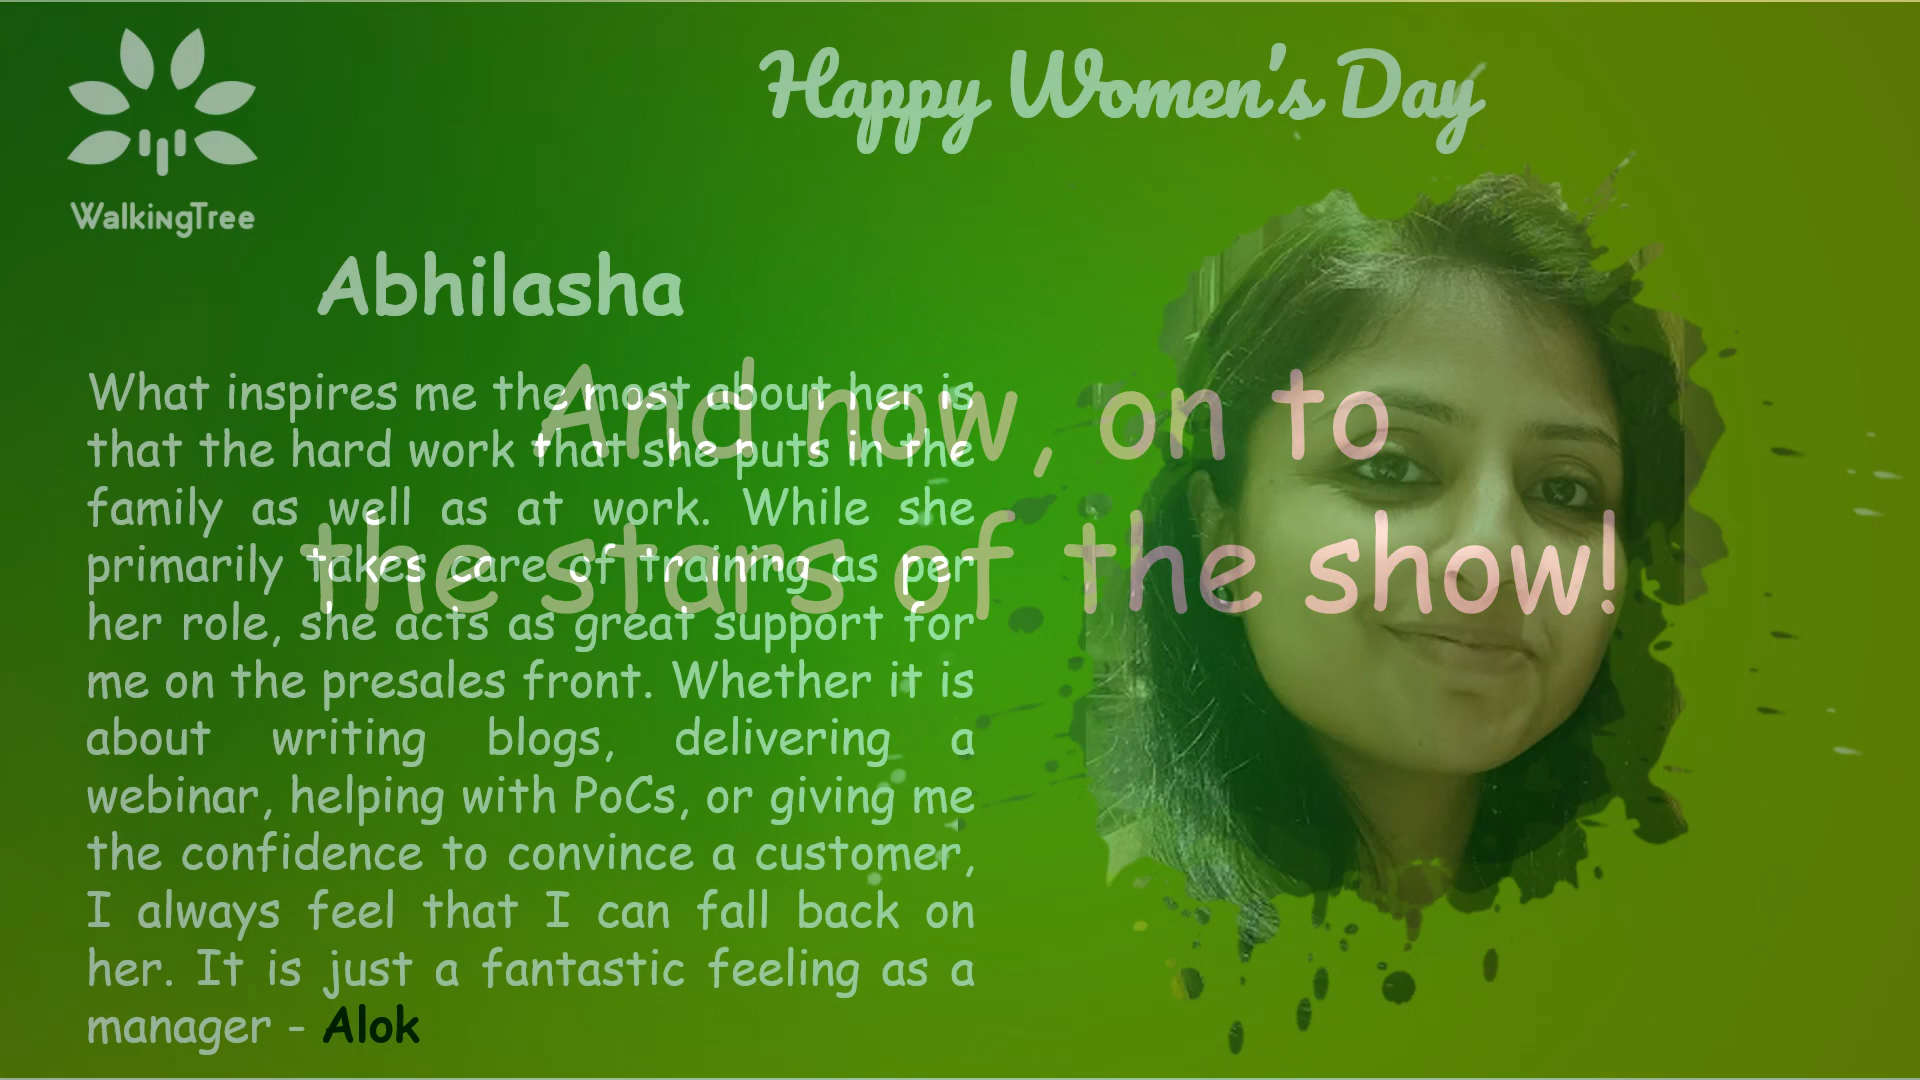 Happy Women's Day
WalkingTree
Abhilasha
What inspires me the most about her is
that the hard work that she puts in the
family as well as at work. While she
primarily takes care of training as per
her role, she acts as great support for
me on the presales front. Whether it is
about writing blogs, delivering a
webinar, helping with PoCs, or giving me
the confidence to convince a customer,
I always feel that I can fall back on
her. It is just a fantastic feeling as a
manager - Alok
And now, on to
the stars of the show!